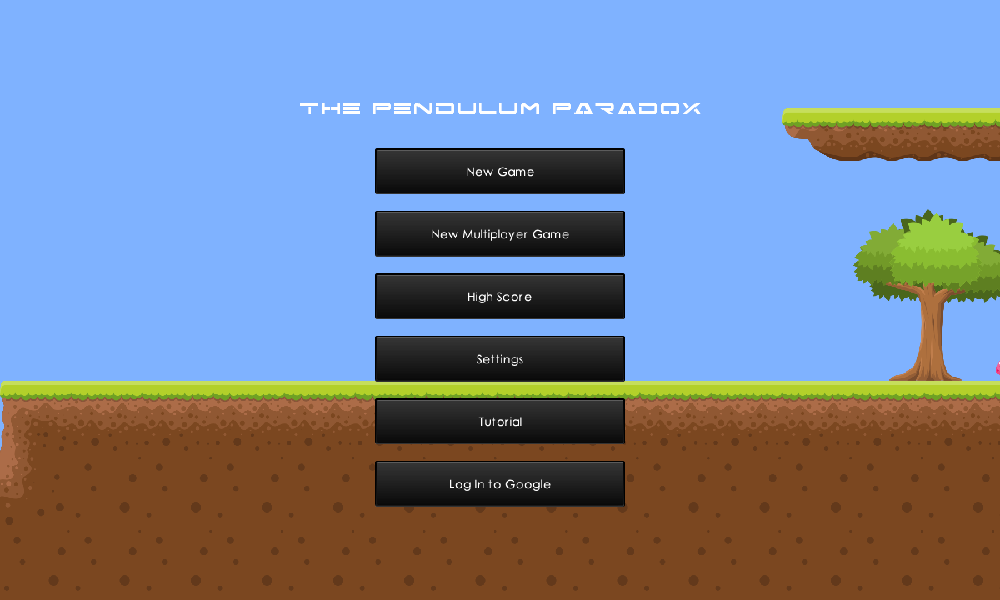 THE PENDULUM PARADOX
New Game
New Multiplayer Game
High Score
Settings
Tutorial
Log In to Google